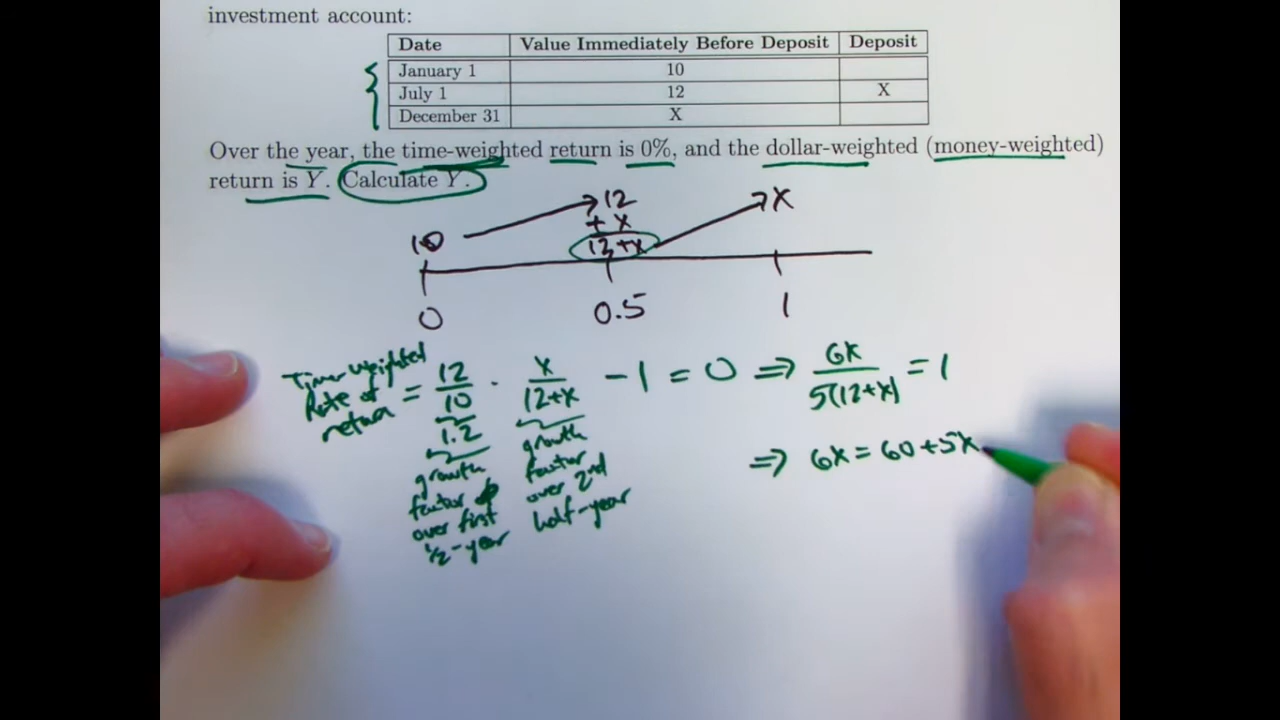 investment account:
Date Value Immediately Before Deposit Deposit
January 1 10
July 1 12 X
December 31 X
Over the year, the time-weighted return is 0%, and the dollar-weighted (money-weighted)
return is Y. Calculate Y.
10 12 X
+ X
12+X
0 0.5 1
Time Weighted
Rate of
return = 12/10 · X/12+X - 1 = 0 ⇒ 6X/5(12+X) = 1
1.2
growth
factor
over first
1/2-year
growth
factor
over 2nd
half-year
⇒ 6X = 60+5X